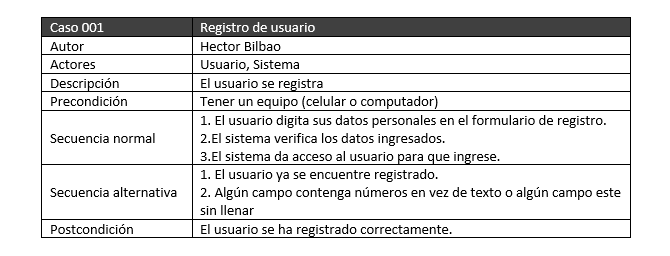 Caso 001 Registro de usuario
Autor Hector Bilbao
Actores Usuario, Sistema
Descripción El usuario se registra
Precondición Tener un equipo (celular o computador)
Secuencia normal
1. El usuario digita sus datos personales en el formulario de registro.
2.El sistema verifica los datos ingresados.
3.El sistema da acceso al usuario para que ingrese.
Secuencia alternativa
1. El usuario ya se encuentre registrado.
2. Algún campo contenga números en vez de texto o algún campo este
sin llenar
Postcondición El usuario se ha registrado correctamente.